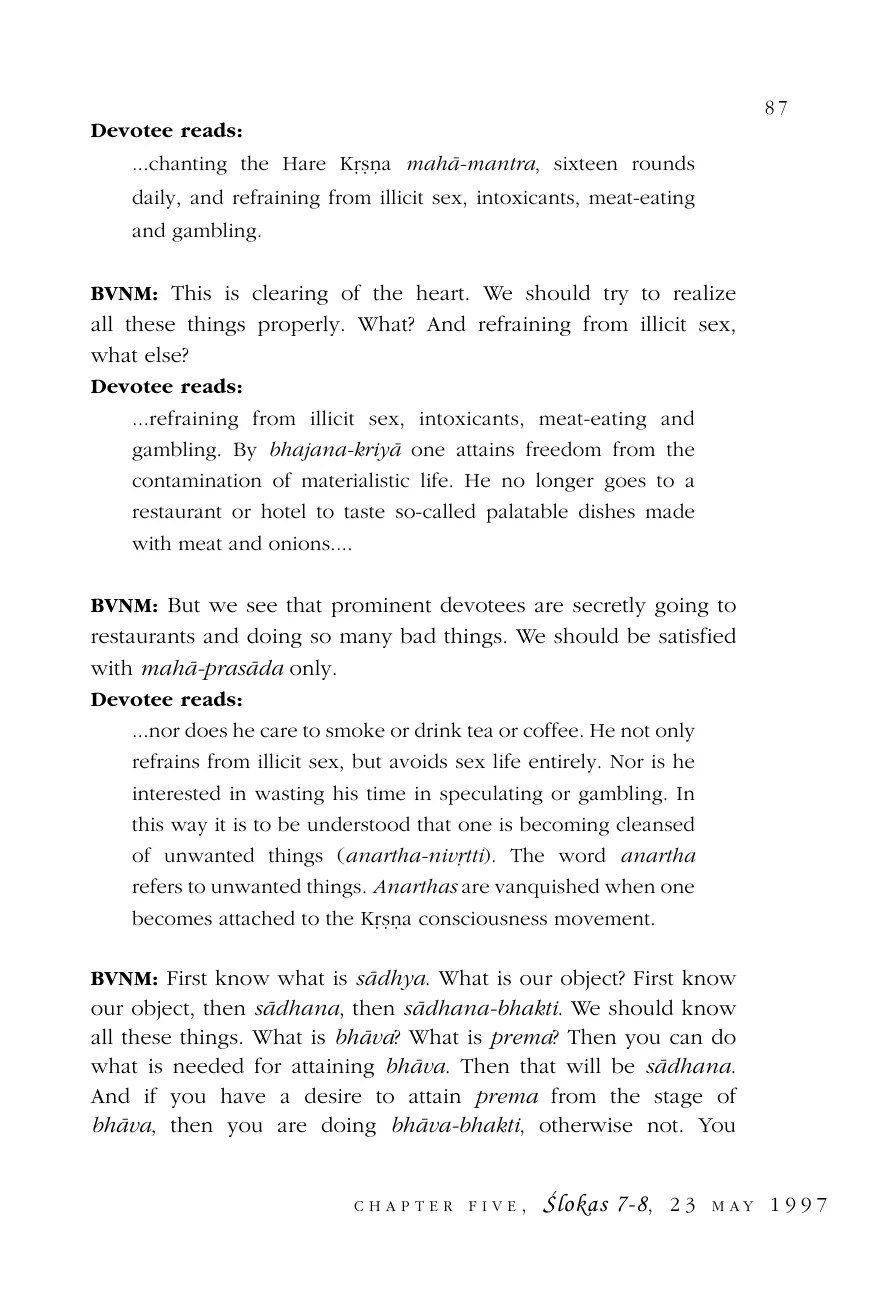 87
Devotee reads:
...chanting the Hare Kṛṣṇa mahā-mantra, sixteen rounds
daily, and refraining from illicit sex, intoxicants, meat-eating
and gambling.
BVNM: This is clearing of the heart. We should try to realize
all these things properly. What? And refraining from illicit sex,
what else?
Devotee reads:
...refraining from illicit sex, intoxicants, meat-eating and
gambling. By bhajana-kriyā one attains freedom from the
contamination of materialistic life. He no longer goes to a
restaurant or hotel to taste so-called palatable dishes made
with meat and onions....
BVNM: But we see that prominent devotees are secretly going to
restaurants and doing so many bad things. We should be satisfied
with mahā-prasāda only.
Devotee reads:
...nor does he care to smoke or drink tea or coffee. He not only
refrains from illicit sex, but avoids sex life entirely. Nor is he
interested in wasting his time in speculating or gambling. In
this way it is to be understood that one is becoming cleansed
of unwanted things (anartha-nivṛtti). The word anartha
refers to unwanted things. Anarthas are vanquished when one
becomes attached to the Kṛṣṇa consciousness movement.
BVNM: First know what is sādhya. What is our object? First know
our object, then sādhana, then sādhana-bhakti. We should know
all these things. What is bhāva? What is prema? Then you can do
what is needed for attaining bhāva. Then that will be sādhana.
And if you have a desire to attain prema from the stage of
bhāva, then you are doing bhāva-bhakti, otherwise not. You
CHAPTER FIVE, Ślokas 7-8, 23 MAY 1997